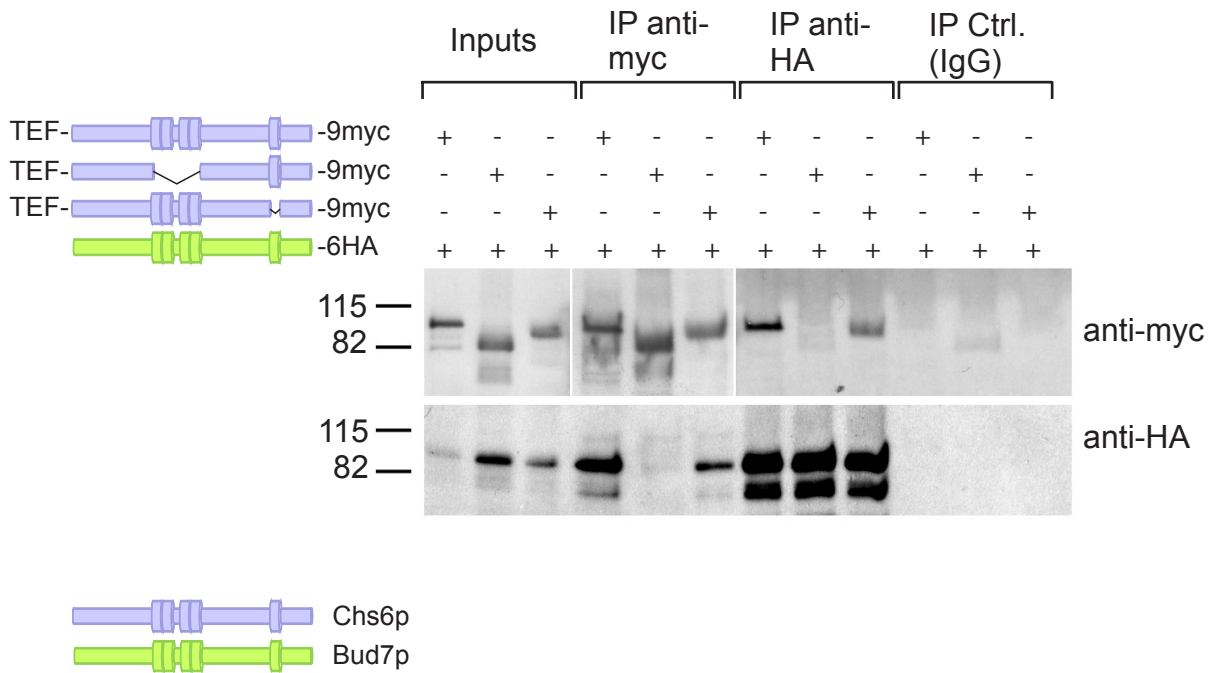 Inputs
IP anti-
myc
IP anti-
HA
IP Ctrl.
(IgG)
TEF- -9myc + - - + - - + - - + - -
TEF- -9myc - + - - + - - + - - + -
TEF- -9myc - - + - - + - - + - - +
-6HA + + + + + + + + + + + +
115
82
anti-myc
115
82
anti-HA
Chs6p
Bud7p